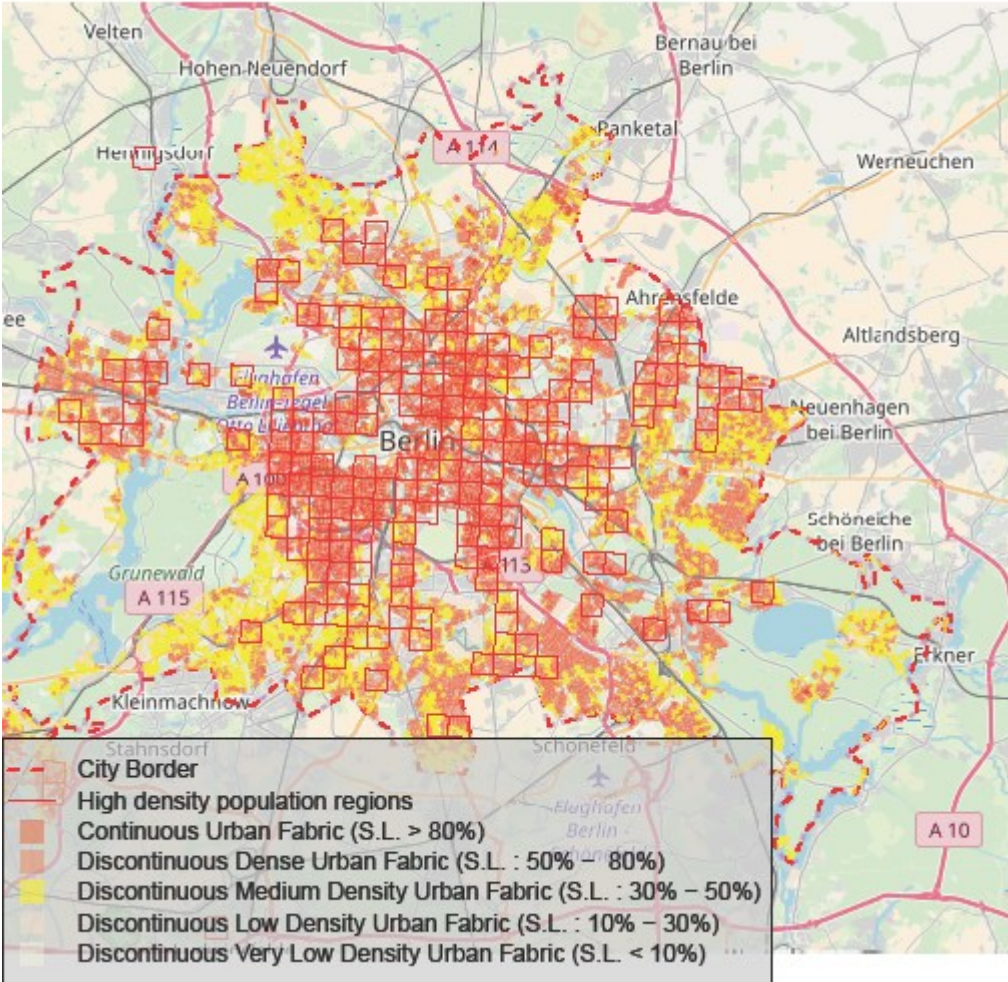 Velten
Bernau bei
Berlin
Hohen Neuendorf
Panketal
A 114
Hennigsdorf
Werneuchen
Ahrensfelde
ee
Altlandsberg
Flughafen
Berlin-Tegel
Otto Lilienthal
Neuenhagen
bei Berlin
Berlin
A 100
Schöneiche
bei Berlin
A 113
Grunewald
A 115
Erkner
Kleinmachnow
Stahnsdorf
Schönefeld
City Border
High density population regions
Continuous Urban Fabric (S.L. > 80%)
Flughafen
Berlin -
Schönefeld
A 10
Discontinuous Dense Urban Fabric (S.L. : 50% – 80%)
Discontinuous Medium Density Urban Fabric (S.L. : 30% – 50%)
Discontinuous Low Density Urban Fabric (S.L. : 10% – 30%)
Discontinuous Very Low Density Urban Fabric (S.L. < 10%)